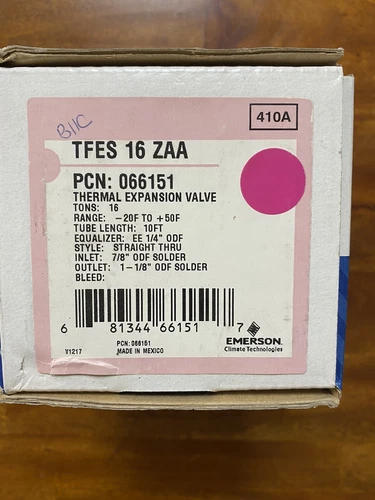 410A
B11C
TFES 16 ZAA
PCN: 066151
THERMAL EXPANSION VALVE
TONS: 16
RANGE: -20F TO +50F
TUBE LENGTH: 10FT
EQUALIZER: EE 1/4" ODF
STYLE: STRAIGHT THRU
INLET: 7/8" ODF SOLDER
OUTLET: 1-1/8" ODF SOLDER
BLEED:
6 81344 66151 7
PCN: 066151
MADE IN MEXICO
V1217
EMERSON
Climate Technologies